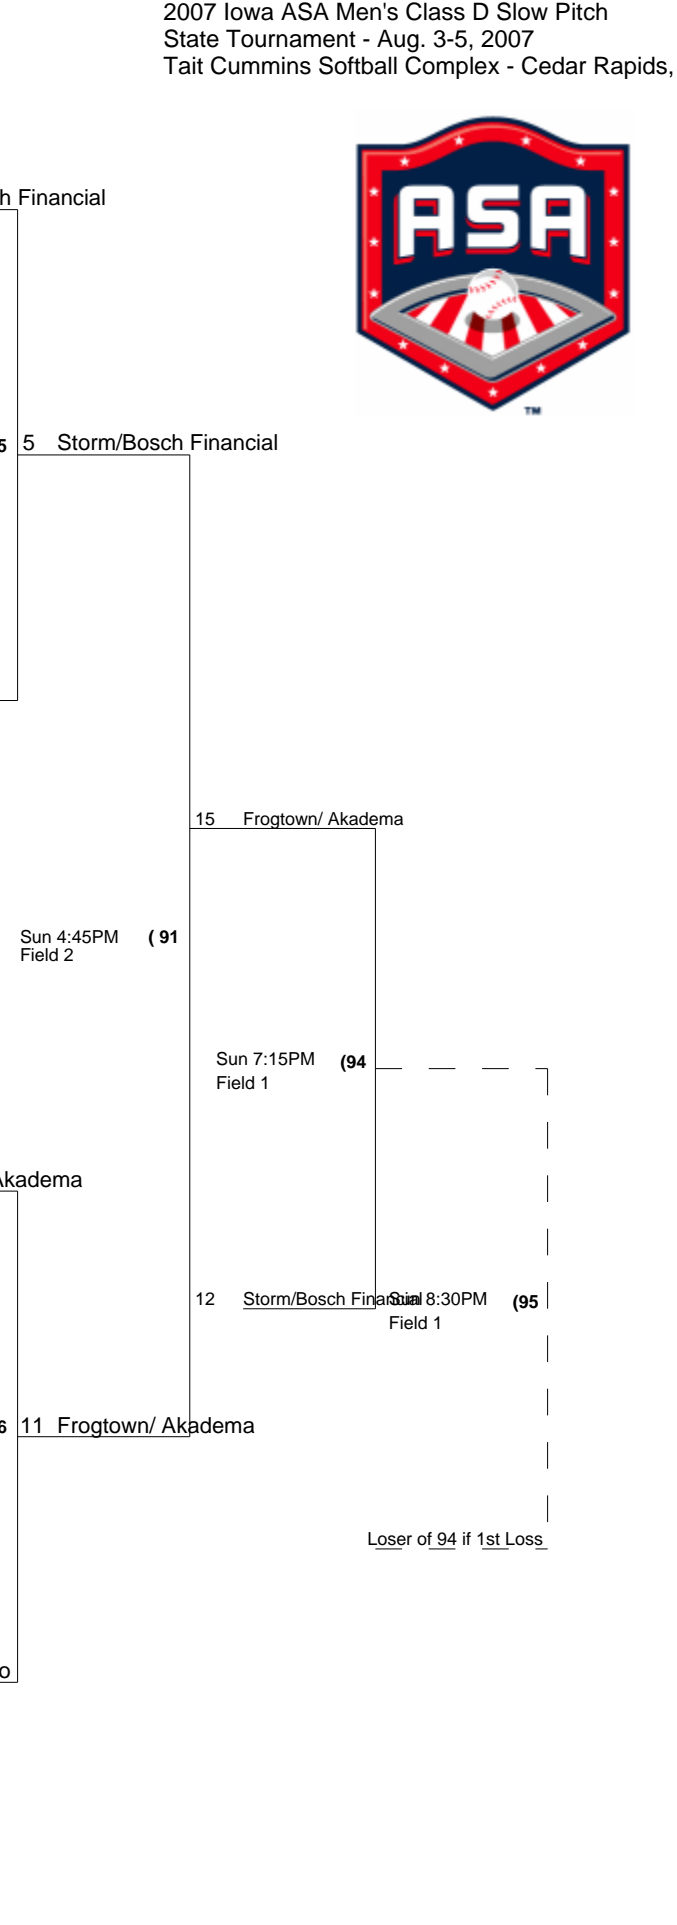 2007 Iowa ASA Men's Class D Slow Pitch
State Tournament - Aug. 3-5, 2007
Tait Cummins Softball Complex - Cedar Rapids,
ASA
TM
h Financial
5 5 Storm/Bosch Financial
15 Frogtown/ Akadema
Sun 4:45PM ( 91
Field 2
Sun 7:15PM (94
Field 1
Akadema
12 Storm/Bosch Financial Sun 8:30PM (95
Field 1
6 11 Frogtown/ Akadema
Loser of 94 if 1st Loss
o